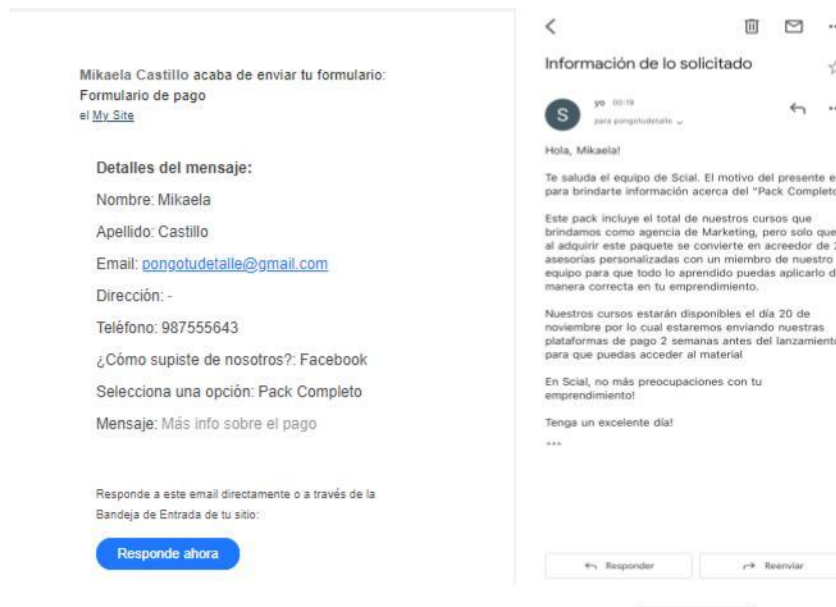 Mikaela Castillo acaba de enviar tu formulario:
Formulario de pago
el My Site
Detalles del mensaje:
Nombre: Mikaela
Apellido: Castillo
Email: pongotudetalle@gmail.com
Dirección: -
Teléfono: 987555643
¿Cómo supiste de nosotros?: Facebook
Selecciona una opción: Pack Completo
Mensaje: Más info sobre el pago
Responde a este email directamente o a través de la
Bandeja de Entrada de tu sitio:
Responde ahora
Información de lo solicitado
S
yo 00:19
para pongotudetalle
Hola, Mikaela!
Te saluda el equipo de Scial. El motivo del presente e
para brindarte información acerca del "Pack Completo
Este pack incluye el total de nuestros cursos que
brindamos como agencia de Marketing, pero solo que
al adquirir este paquete se convierte en acreedor de 2
asesorías personalizadas con un miembro de nuestro
equipo para que todo lo aprendido puedas aplicarlo d
manera correcta en tu emprendimiento.
Nuestros cursos estarán disponibles el día 20 de
noviembre por lo cual estaremos enviando nuestras
plataformas de pago 2 semanas antes del lanzamiento
para que puedas acceder al material
En Scial, no más preocupaciones con tu
emprendimiento!
Tenga un excelente día!
Responder
Reenviar